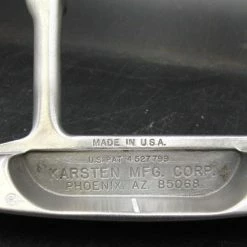 MADE IN U.S.A.
U.S. PAT 4 527 799
KARSTEN MFG. CORP.
PHOENIX, AZ. 85068